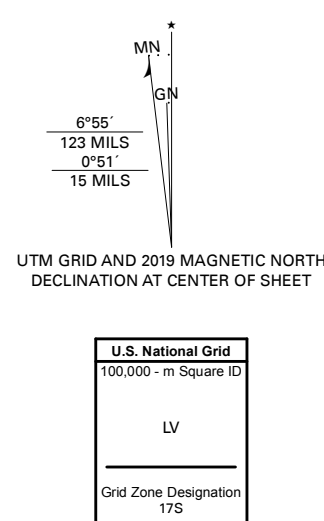 MN
GN
6°55´
123 MILS
0°51´
15 MILS
UTM GRID AND 2019 MAGNETIC NORTH
DECLINATION AT CENTER OF SHEET
U.S. National Grid
100,000 - m Square ID
LV
Grid Zone Designation
17S